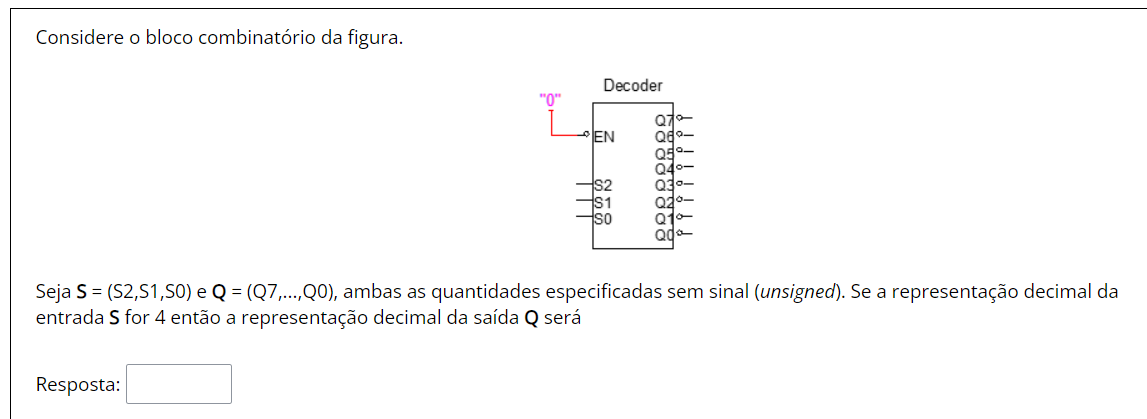 Considere o bloco combinatório da figura.
Decoder
"0"
EN
S2
S1
S0
Q7
Q6
Q5
Q4
Q3
Q2
Q1
Q0
Seja S = (S2,S1,S0) e Q = (Q7,...,Q0), ambas as quantidades especificadas sem sinal (unsigned). Se a representação decimal da
entrada S for 4 então a representação decimal da saída Q será
Resposta: